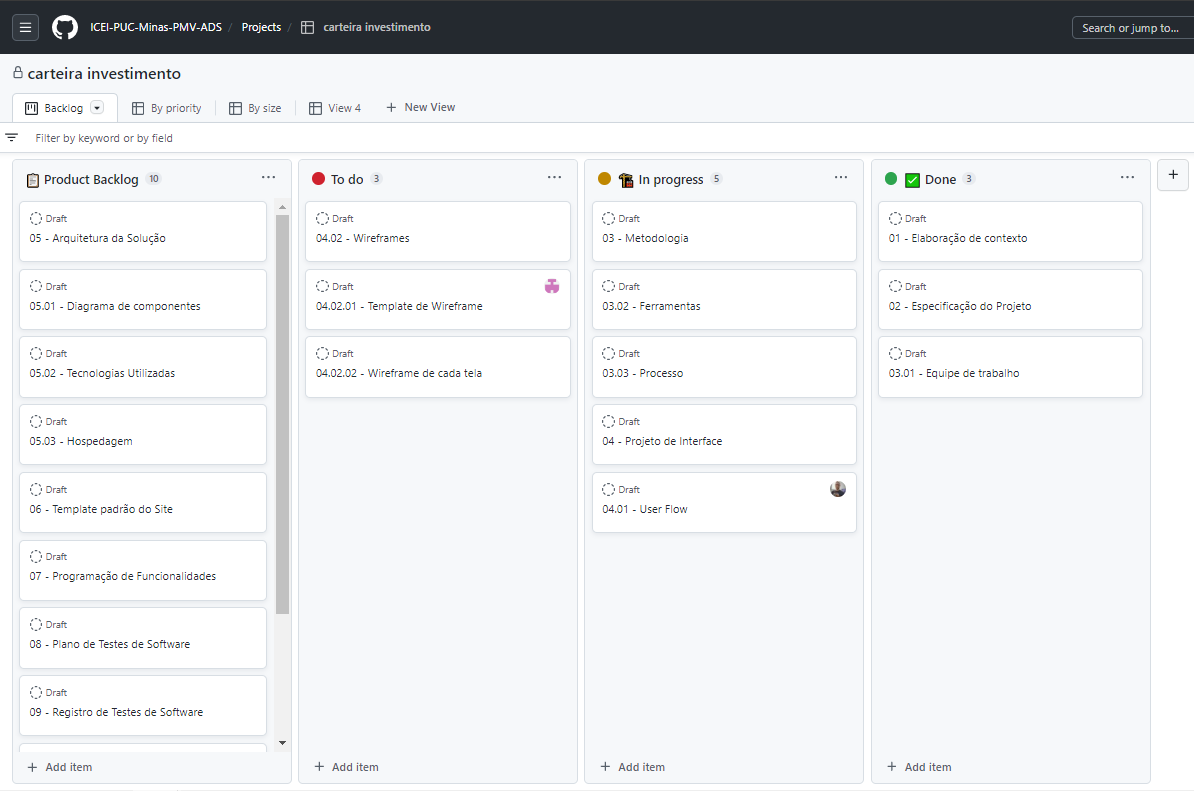 ICEI-PUC-Minas-PMV-ADS / Projects / carteira investimento
Search or jump to...
carteira investimento
Backlog
By priority
By size
View 4
New View
Filter by keyword or by field
Product Backlog 10
Draft
05 - Arquitetura da Solução
Draft
05.01 - Diagrama de componentes
Draft
05.02 - Tecnologias Utilizadas
Draft
05.03 - Hospedagem
Draft
06 - Template padrão do Site
Draft
07 - Programação de Funcionalidades
Draft
08 - Plano de Testes de Software
Draft
09 - Registro de Testes de Software
Add item
To do 3
Draft
04.02 - Wireframes
Draft
04.02.01 - Template de Wireframe
Draft
04.02.02 - Wireframe de cada tela
Add item
In progress 5
Draft
03 - Metodologia
Draft
03.02 - Ferramentas
Draft
03.03 - Processo
Draft
04 - Projeto de Interface
Draft
04.01 - User Flow
Add item
Done 3
Draft
01 - Elaboração de contexto
Draft
02 - Especificação do Projeto
Draft
03.01 - Equipe de trabalho
Add item